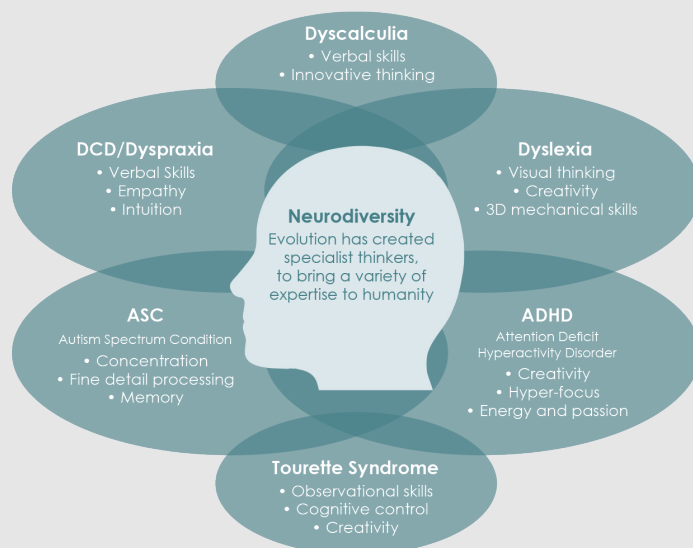 Dyscalculia
• Verbal skills
• Innovative thinking
DCD/Dyspraxia
• Verbal Skills
• Empathy
• Intuition
Dyslexia
• Visual thinking
• Creativity
• 3D mechanical skills
Neurodiversity
Evolution has created
specialist thinkers,
to bring a variety of
expertise to humanity
ASC
Autism Spectrum Condition
• Concentration
• Fine detail processing
• Memory
ADHD
Attention Deficit
Hyperactivity Disorder
• Creativity
• Hyper-focus
• Energy and passion
Tourette Syndrome
• Observational skills
• Cognitive control
• Creativity